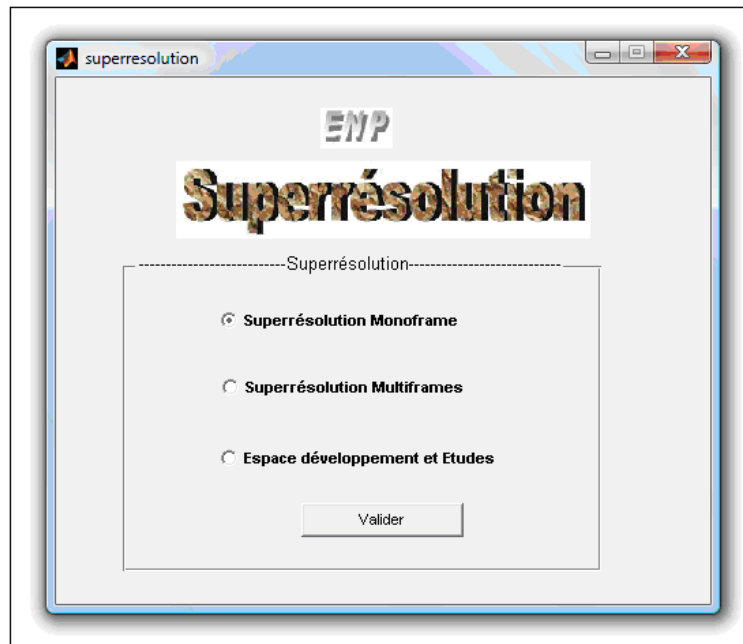 superresolution
ENP
Superrésolution
---------------------------Superrésolution----------------------------
Superrésolution Monoframe
Superrésolution Multiframes
Espace développement et Etudes
Valider